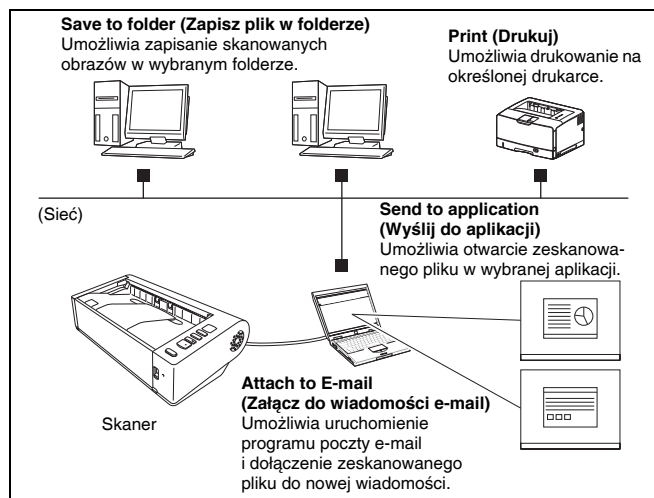 Save to folder (Zapisz plik w folderze)
Umożliwia zapisanie skanowanych
obrazów w wybranym folderze.
Print (Drukuj)
Umożliwia drukowanie na
określonej drukarce.
(Sieć)
Send to application
(Wyślij do aplikacji)
Umożliwia otwarcie zeskanowa-
nego pliku w wybranej aplikacji.
Skaner
Attach to E-mail
(Załącz do wiadomości e-mail)
Umożliwia uruchomienie
programu poczty e-mail
i dołączenie zeskanowanego
pliku do nowej wiadomości.